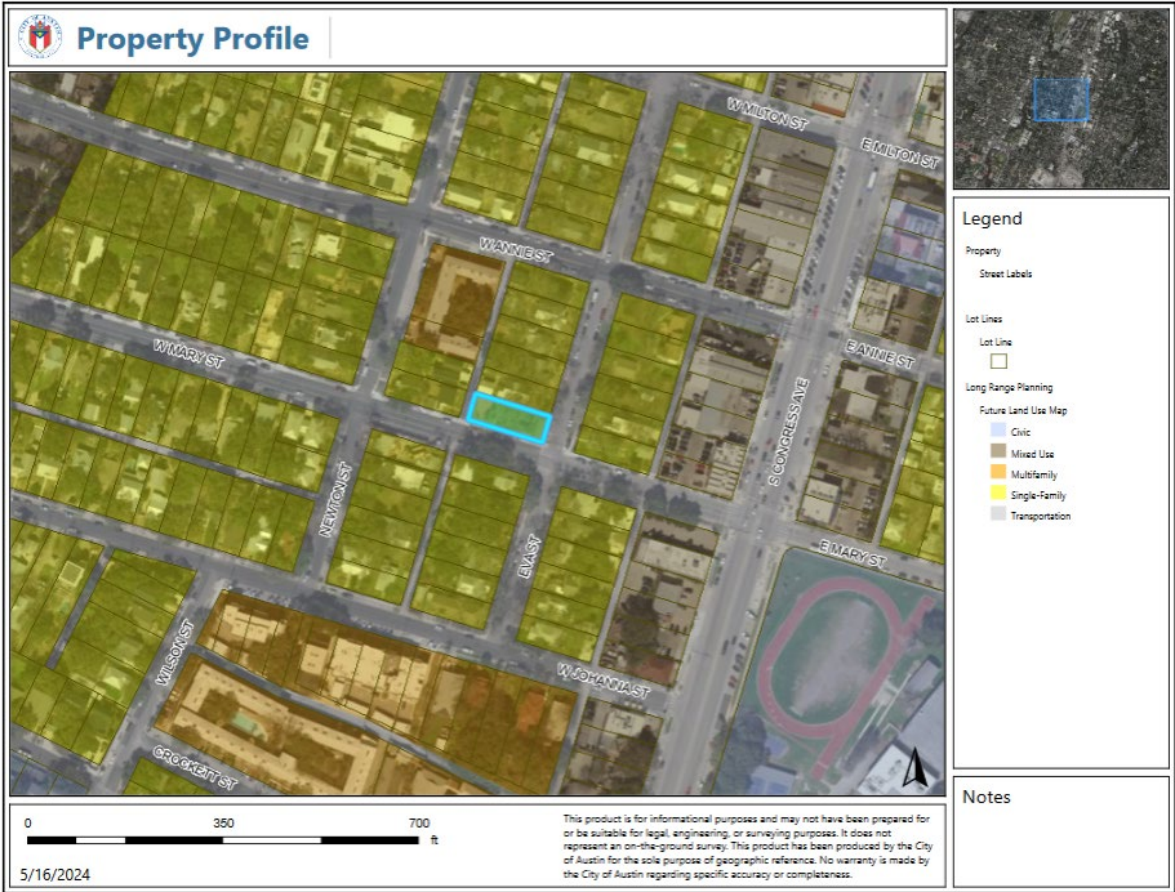 Property Profile
W MILTON ST
E MILTON ST
W ANNIE ST
E ANNIE ST
W MARY ST
S CONGRESS AVE
NEWTON ST
EVA ST
E MARY ST
WILSON ST
W JOHANNA ST
CROCKETT ST
Legend
Property
Street Labels
Lot Lines
Lot Line
Long Range Planning
Future Land Use Map
Civic
Mixed Use
Multifamily
Single-Family
Transportation
Notes
0 350 700
ft
5/16/2024
This product is for informational purposes and may not have been prepared for
or be suitable for legal, engineering, or surveying purposes. It does not
represent an on-the-ground survey. This product has been produced by the City
of Austin for the sole purpose of geographic reference. No warranty is made by
the City of Austin regarding specific accuracy or completeness.